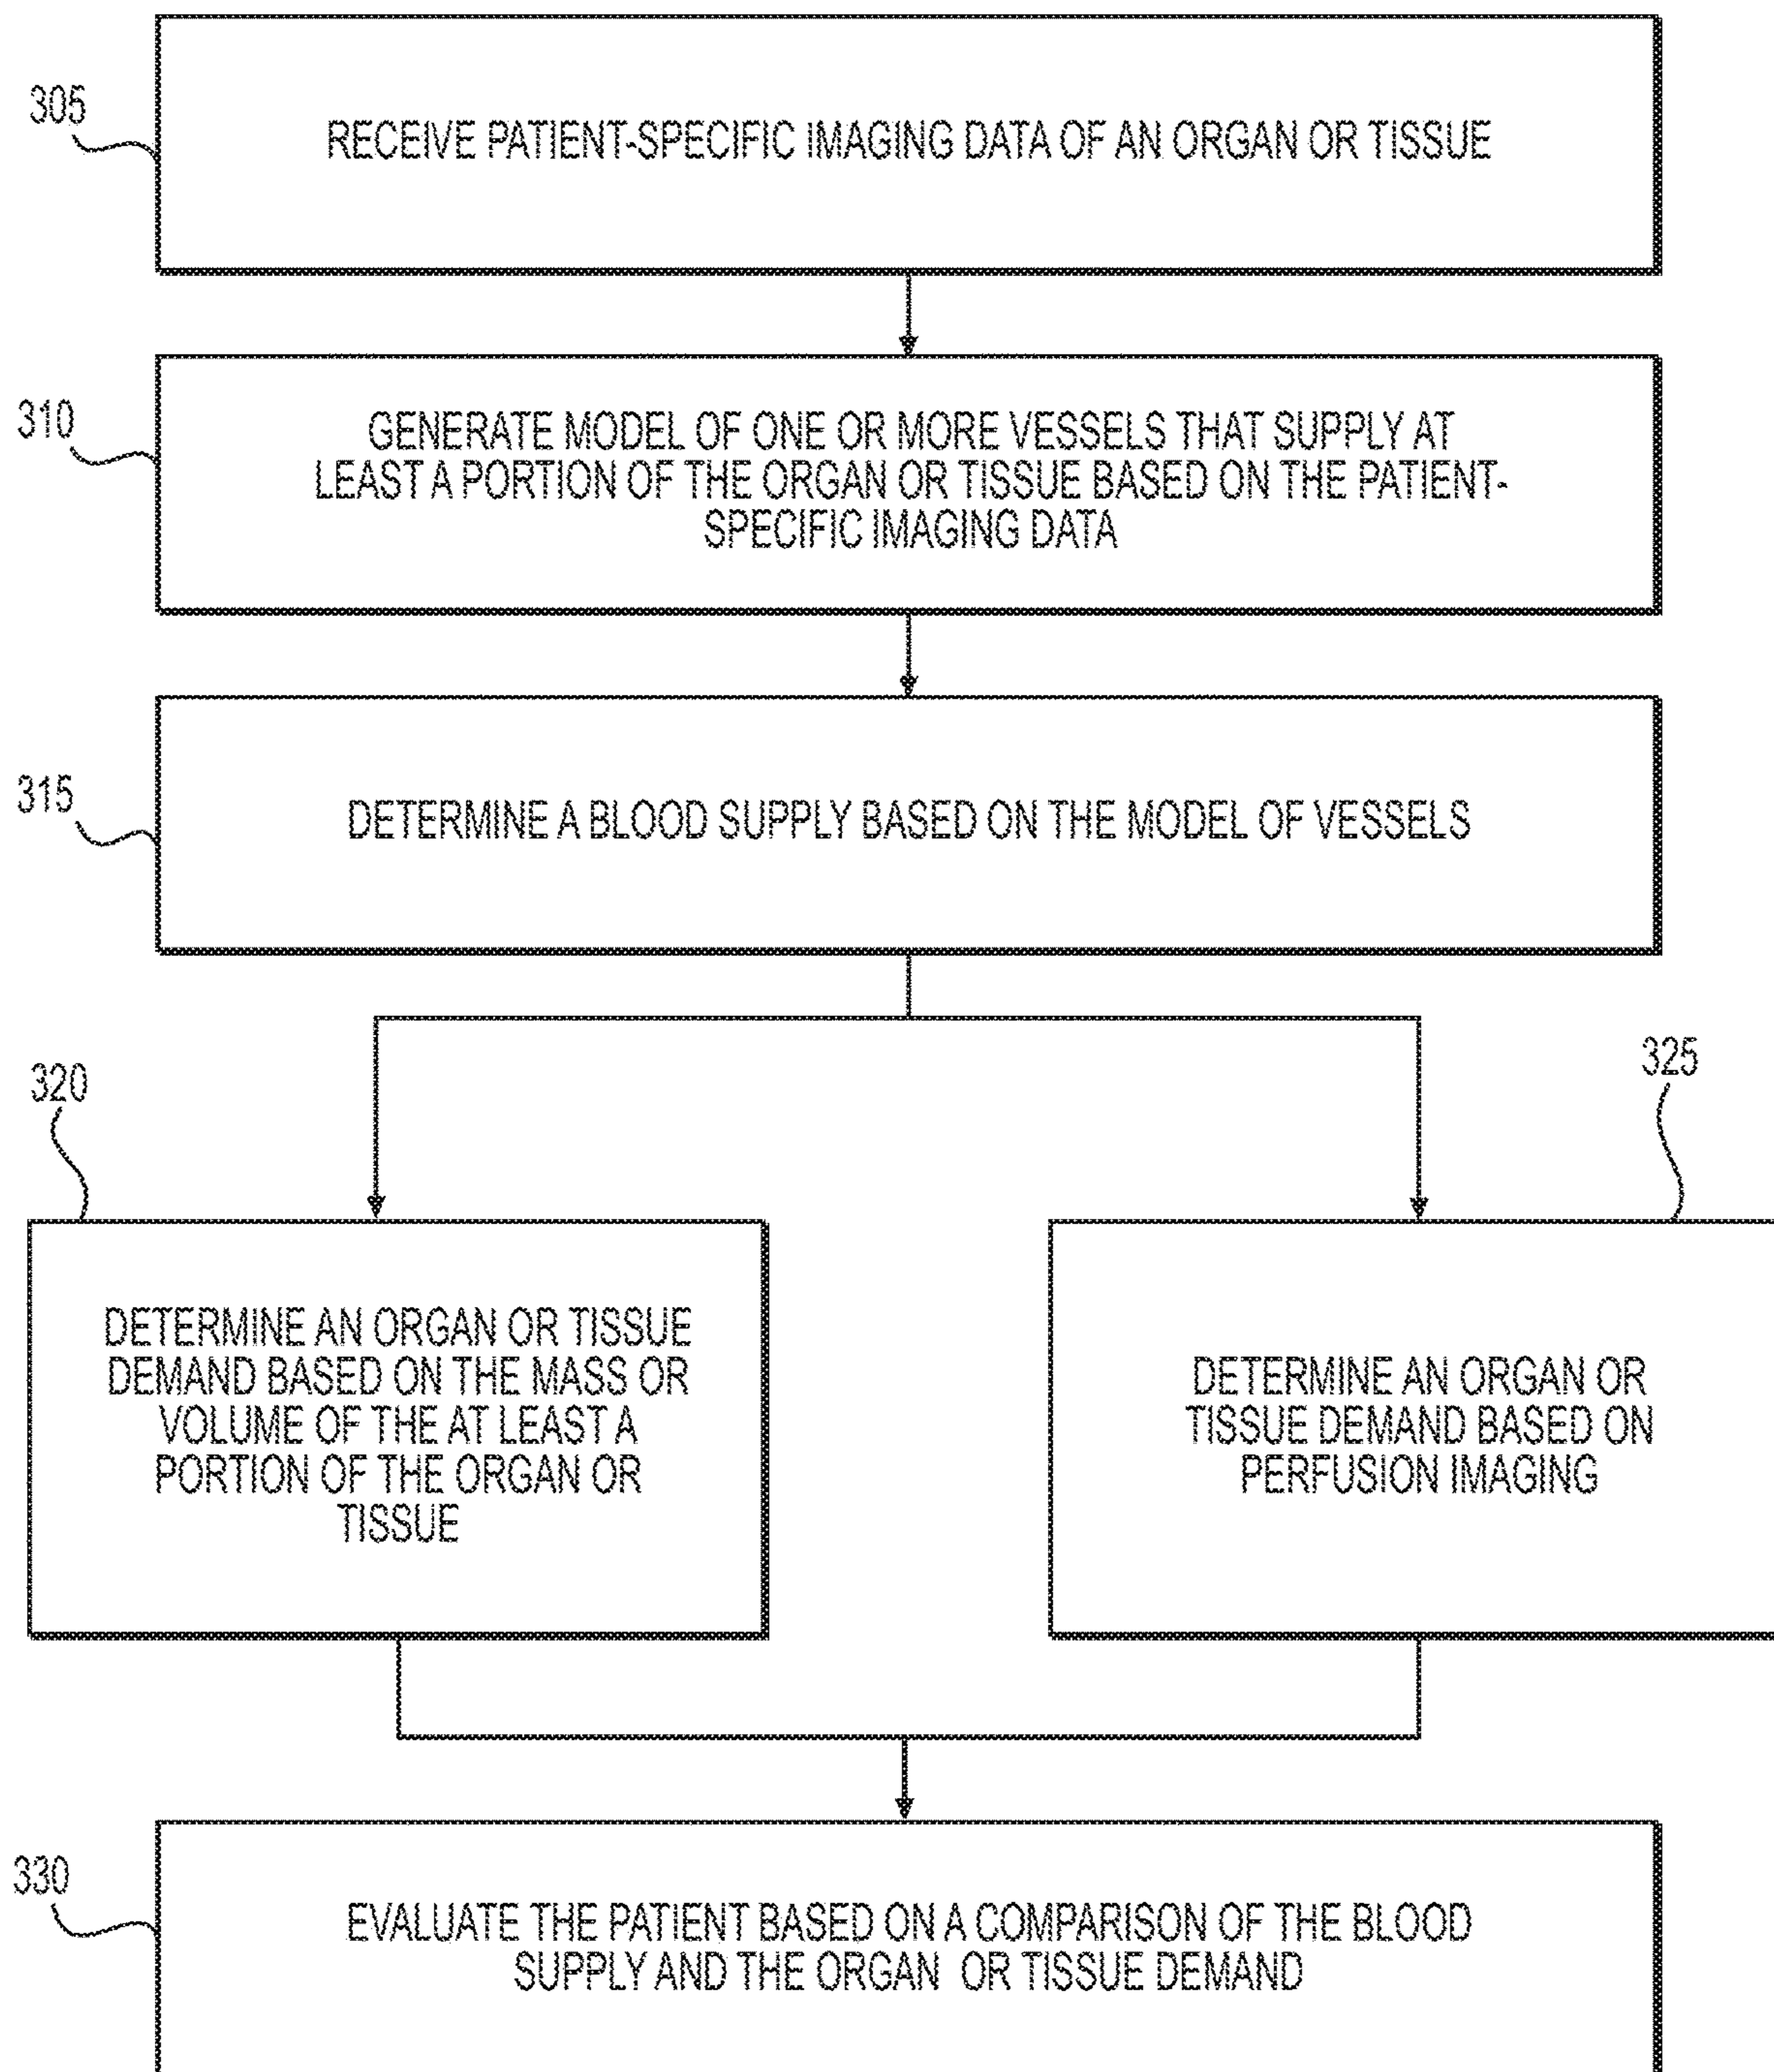 305
RECEIVE PATIENT-SPECIFIC IMAGING DATA OF AN ORGAN OR TISSUE
310
GENERATE MODEL OF ONE OR MORE VESSELS THAT SUPPLY AT
LEAST A PORTION OF THE ORGAN OR TISSUE BASED ON THE PATIENT-
SPECIFIC IMAGING DATA
315
DETERMINE A BLOOD SUPPLY BASED ON THE MODEL OF VESSELS
320
DETERMINE AN ORGAN OR TISSUE
DEMAND BASED ON THE MASS OR
VOLUME OF THE AT LEAST A
PORTION OF THE ORGAN OR
TISSUE
325
DETERMINE AN ORGAN OR
TISSUE DEMAND BASED ON
PERFUSION IMAGING
330
EVALUATE THE PATIENT BASED ON A COMPARISON OF THE BLOOD
SUPPLY AND THE ORGAN OR TISSUE DEMAND